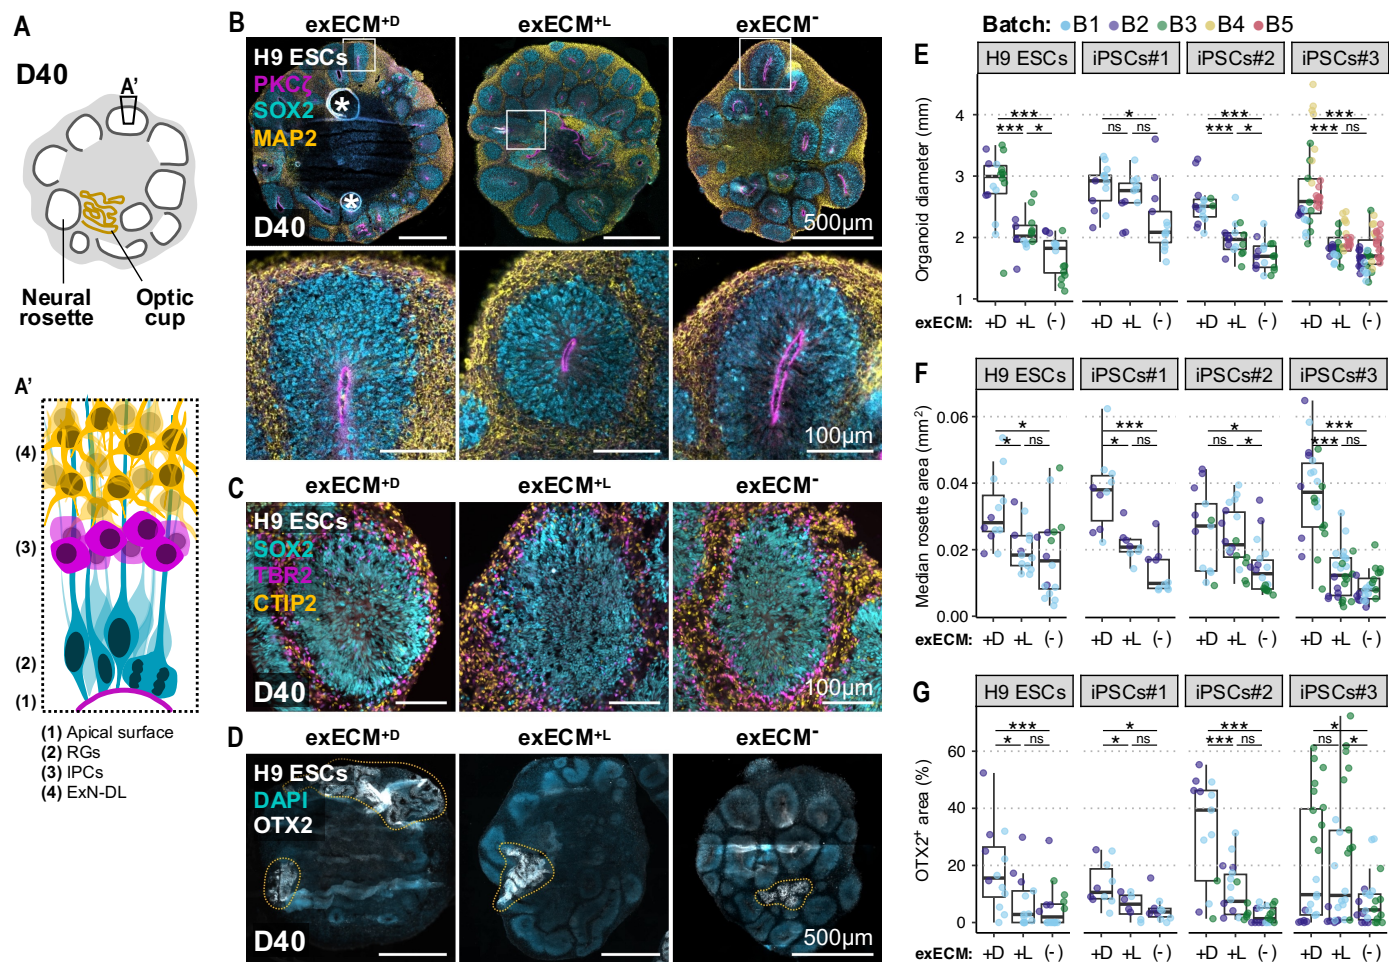 A
D40
A'
Neural rosette
Optic cup
A'
(4)
(3)
(2)
(1)
(1) Apical surface
(2) RGs
(3) IPCs
(4) ExN-DL
B
exECM+D
exECM+L
exECM-
H9 ESCs
PKCζ
SOX2
MAP2
*
*
D40
500µm
100µm
C
exECM+D
exECM+L
exECM-
H9 ESCs
SOX2
TBR2
CTIP2
D40
100µm
D
exECM+D
exECM+L
exECM-
H9 ESCs
DAPI
OTX2
D40
500µm
Batch: B1 B2 B3 B4 B5
E
H9 ESCs
iPSCs#1
iPSCs#2
iPSCs#3
Organoid diameter (mm)
4
3
2
1
***
*** *
*
ns ns
***
*** *
***
*** ns
exECM: +D +L (-) +D +L (-) +D +L (-) +D +L (-)
F
H9 ESCs
iPSCs#1
iPSCs#2
iPSCs#3
Median rosette area (mm2)
0.06
0.04
0.02
0.00
*
* ns
***
* ns
*
ns *
***
*** ns
exECM: +D +L (-) +D +L (-) +D +L (-) +D +L (-)
G
H9 ESCs
iPSCs#1
iPSCs#2
iPSCs#3
OTX2+ area (%)
60
40
20
0
***
* ns
*
* ns
***
*** ns
*
ns *
exECM: +D +L (-) +D +L (-) +D +L (-) +D +L (-)